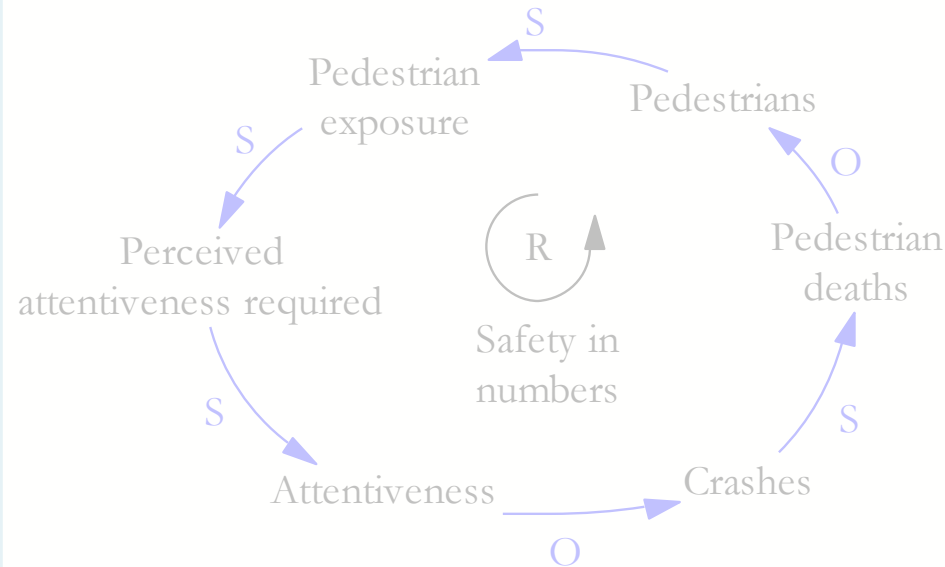 S
Pedestrian
exposure
Pedestrians
S
O
Perceived
attentiveness required
R
Pedestrian
deaths
Safety in
numbers
S
S
Attentiveness
Crashes
O